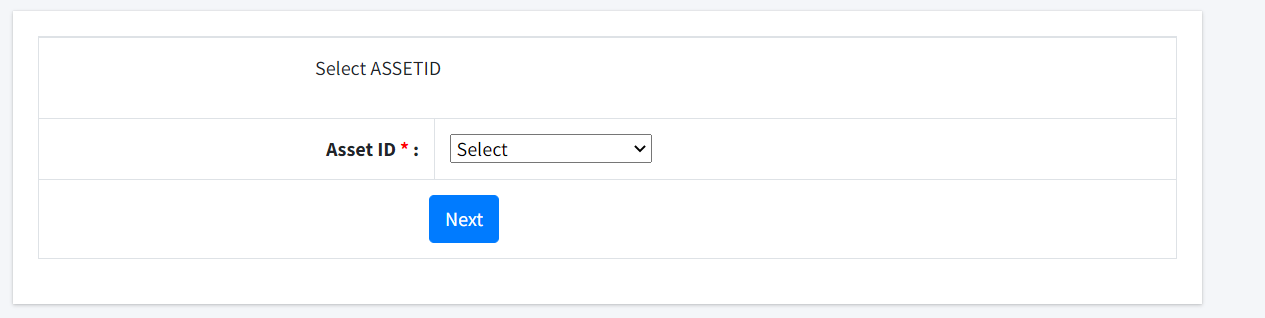 Select ASSETID
Asset ID * : Select
Next